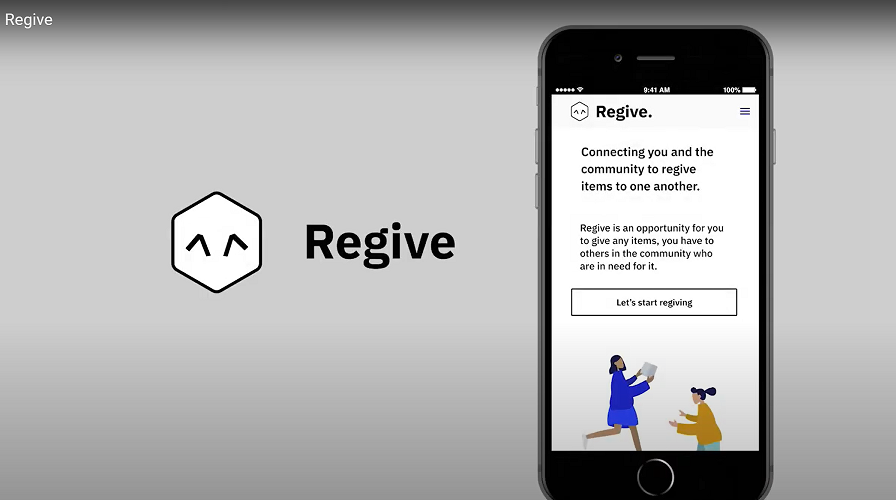 Regive
Regive
9:41 AM
100%
Regive.
Connecting you and the
community to regive
items to one another.
Regive is an opportunity for you
to give any items, you have to
others in the community who
are in need for it.
Let's start regiving